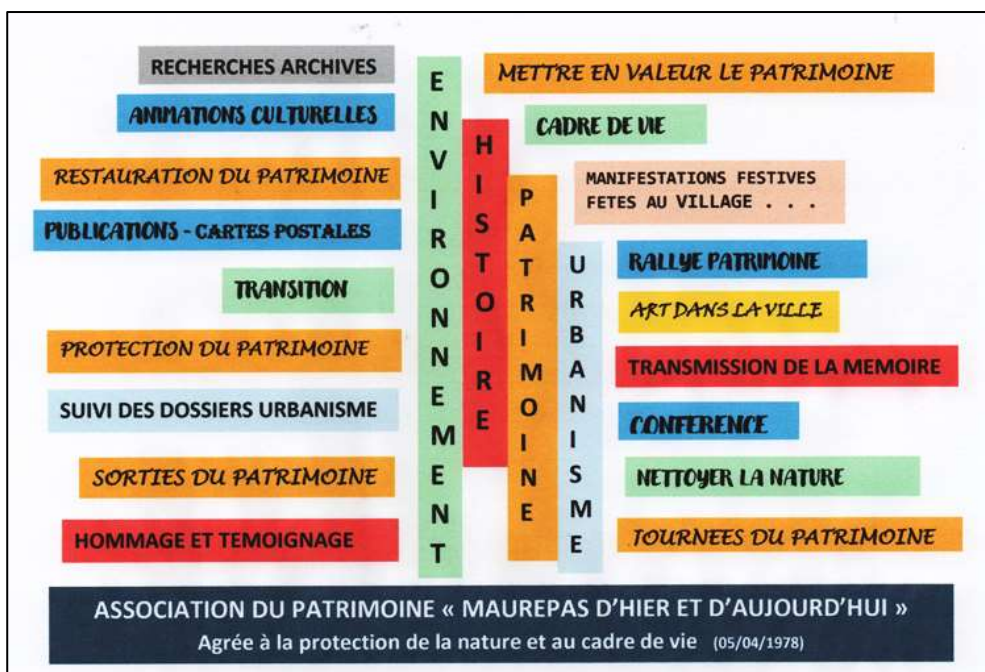 RECHERCHES ARCHIVES
ANIMATIONS CULTURELLES
RESTAURATION DU PATRIMOINE
PUBLICATIONS - CARTES POSTALES
TRANSITION
PROTECTION DU PATRIMOINE
SUIVI DES DOSSIERS URBANISME
SORTIES DU PATRIMOINE
HOMMAGE ET TEMOIGNAGE
ENVIRONNEMENT
HISTOIRE
PATRIMOINE
URBANISME
METTRE EN VALEUR LE PATRIMOINE
CADRE DE VIE
MANIFESTATIONS FESTIVES
FETES AU VILLAGE . . .
RALLYE PATRIMOINE
ART DANS LA VILLE
TRANSMISSION DE LA MEMOIRE
CONFERENCE
NETTOYER LA NATURE
JOURNEES DU PATRIMOINE
ASSOCIATION DU PATRIMOINE « MAUREPAS D'HIER ET D'AUJOURD'HUI »
Agrée à la protection de la nature et au cadre de vie (05/04/1978)